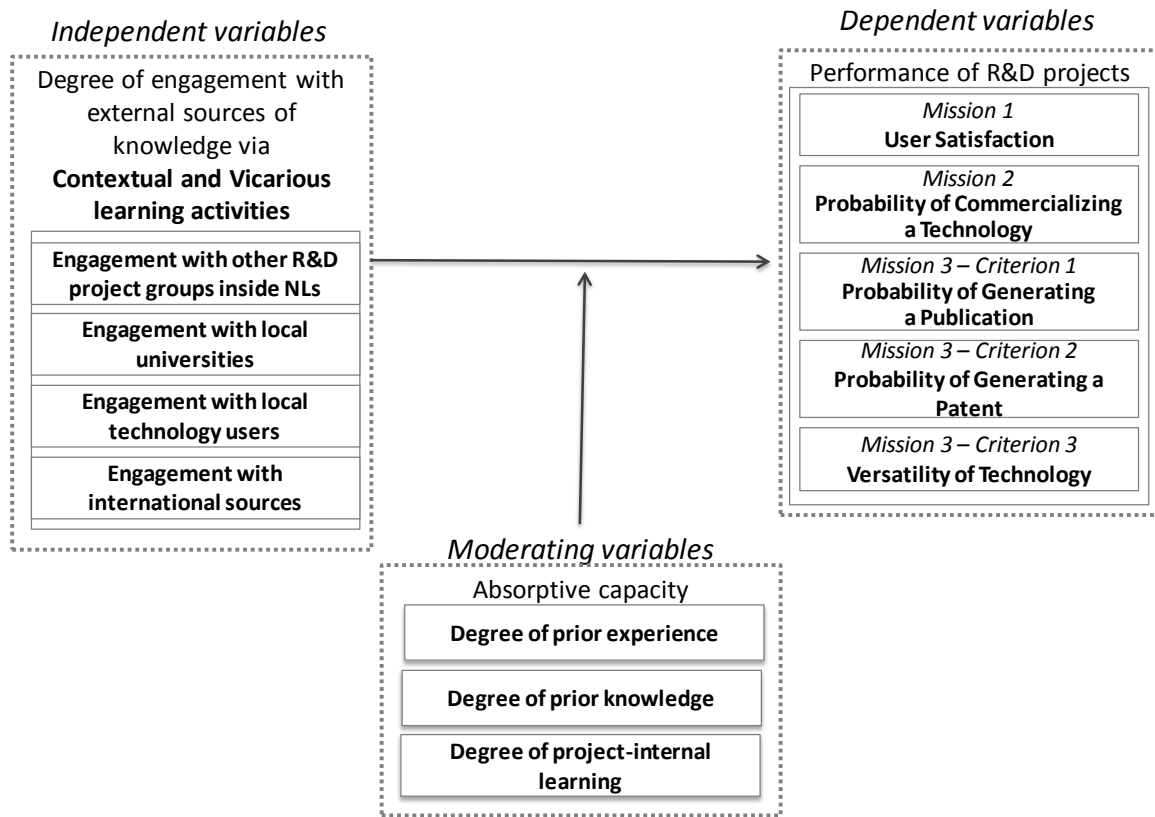 Independent variables
Degree of engagement with
external sources of
knowledge via
Contextual and Vicarious
learning activities
Engagement with other R&D
project groups inside NLs
Engagement with local
universities
Engagement with local
technology users
Engagement with
international sources
Dependent variables
Performance of R&D projects
Mission 1
User Satisfaction
Mission 2
Probability of Commercializing
a Technology
Mission 3 – Criterion 1
Probability of Generating
a Publication
Mission 3 – Criterion 2
Probability of Generating a
Patent
Mission 3 – Criterion 3
Versatility of Technology
Moderating variables
Absorptive capacity
Degree of prior experience
Degree of prior knowledge
Degree of project-internal
learning